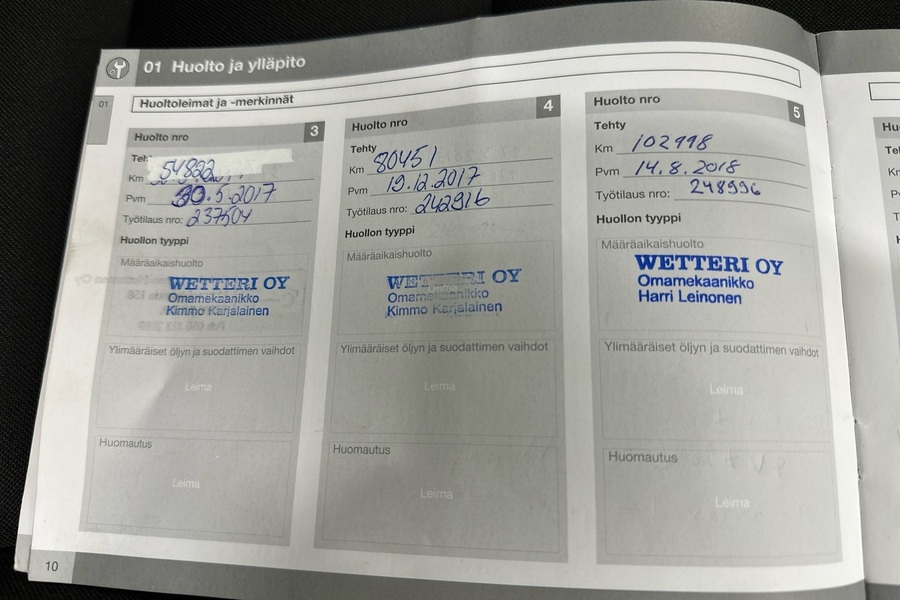 01 Huolto ja ylläpito
01
Huoltoleimat ja -merkinnät
Huolto nro 3
Km 54822
Pvm 30.5.2017
Työtilaus nro: 237504
Huollon tyyppi
Määräaikaishuolto
WETTERI OY
Omamekaanikko
Kimmo Karjalainen
Ylimääräiset öljyn ja suodattimen vaihdot
Leima
Huomautus
Leima
Huolto nro 4
Tehty
Km 80451
Pvm 19.12.2017
Työtilaus nro: 242916
Huollon tyyppi
Määräaikaishuolto
WETTERI OY
Omamekaanikko
Kimmo Karjalainen
Ylimääräiset öljyn ja suodattimen vaihdot
Leima
Huomautus
Leima
Huolto nro 5
Tehty
Km 102998
Pvm 14.8.2018
Työtilaus nro: 248996
Huollon tyyppi
Määräaikaishuolto
WETTERI OY
Omamekaanikko
Harri Leinonen
Ylimääräiset öljyn ja suodattimen vaihdot
Leima
Huomautus
Leima
10